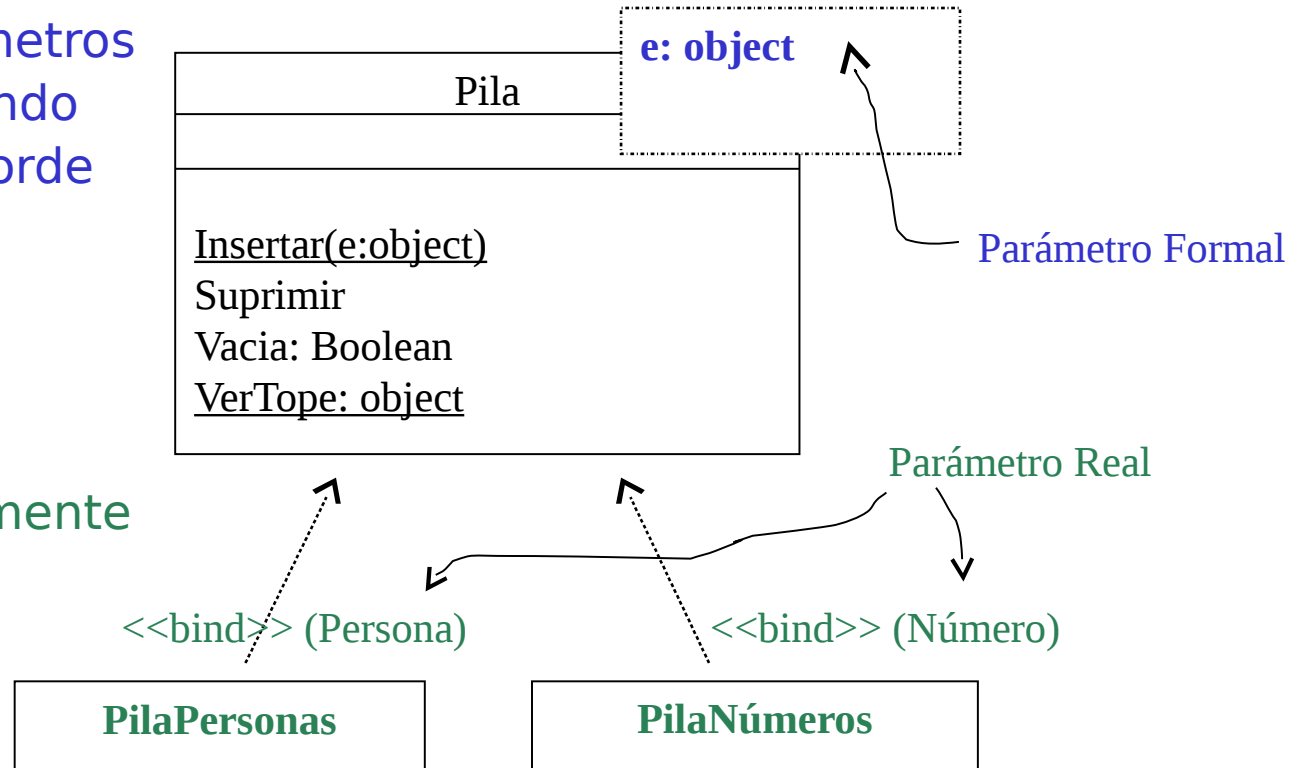 metros
e: object
Pila
ndo
orde
Insertar(e:object)
Parámetro Formal
Suprimir
Vacia: Boolean
VerTope: object
Parámetro Real
mente
<<bind>> (Persona)
<<bind>> (Número)
PilaPersonas
PilaNúmeros